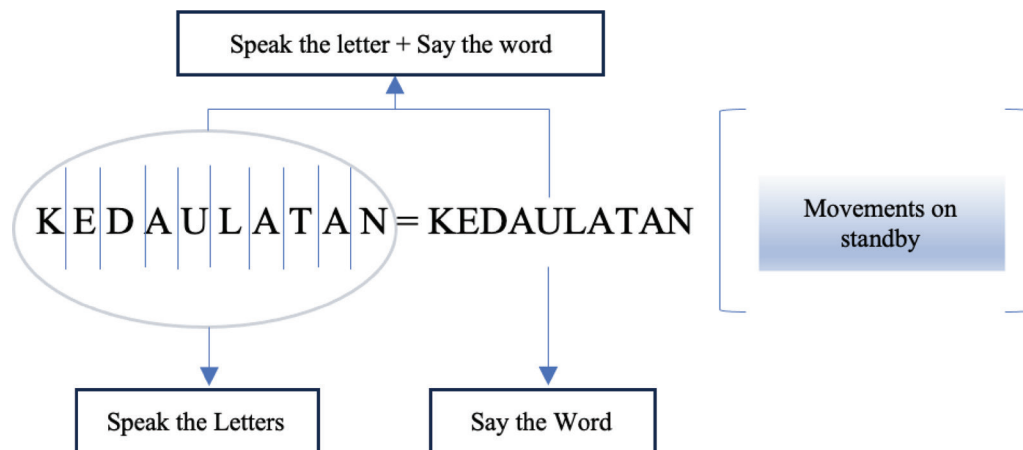 Speak the letter + Say the word
K E D A U L A T A N = KEDAULATAN
Movements on
standby
Speak the Letters
Say the Word